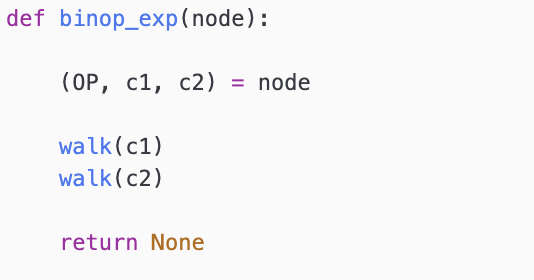 def binop_exp(node):
    (OP, c1, c2) = node
    walk(c1)
    walk(c2)
    return None